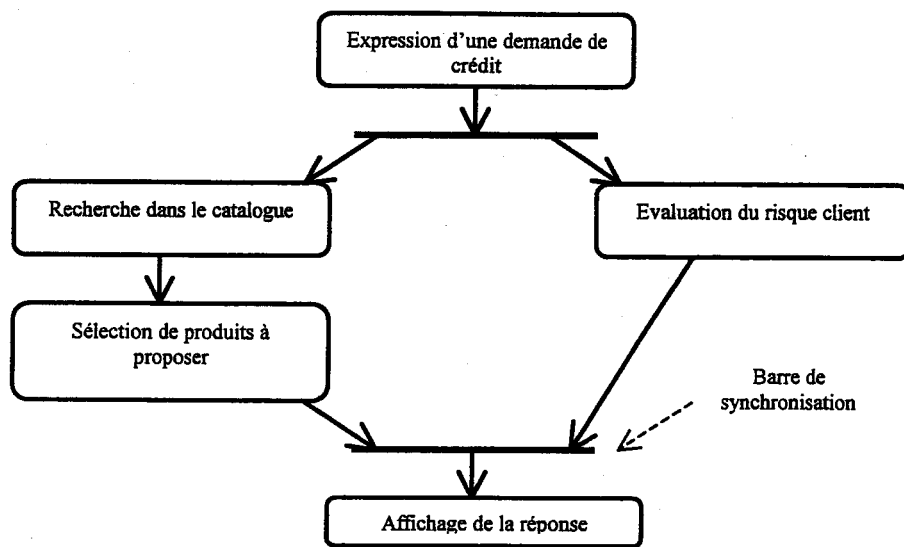 Expression d'une demande de
crédit
Recherche dans le catalogue
Evaluation du risque client
Sélection de produits à
proposer
Barre de
synchronisation
Affichage de la réponse